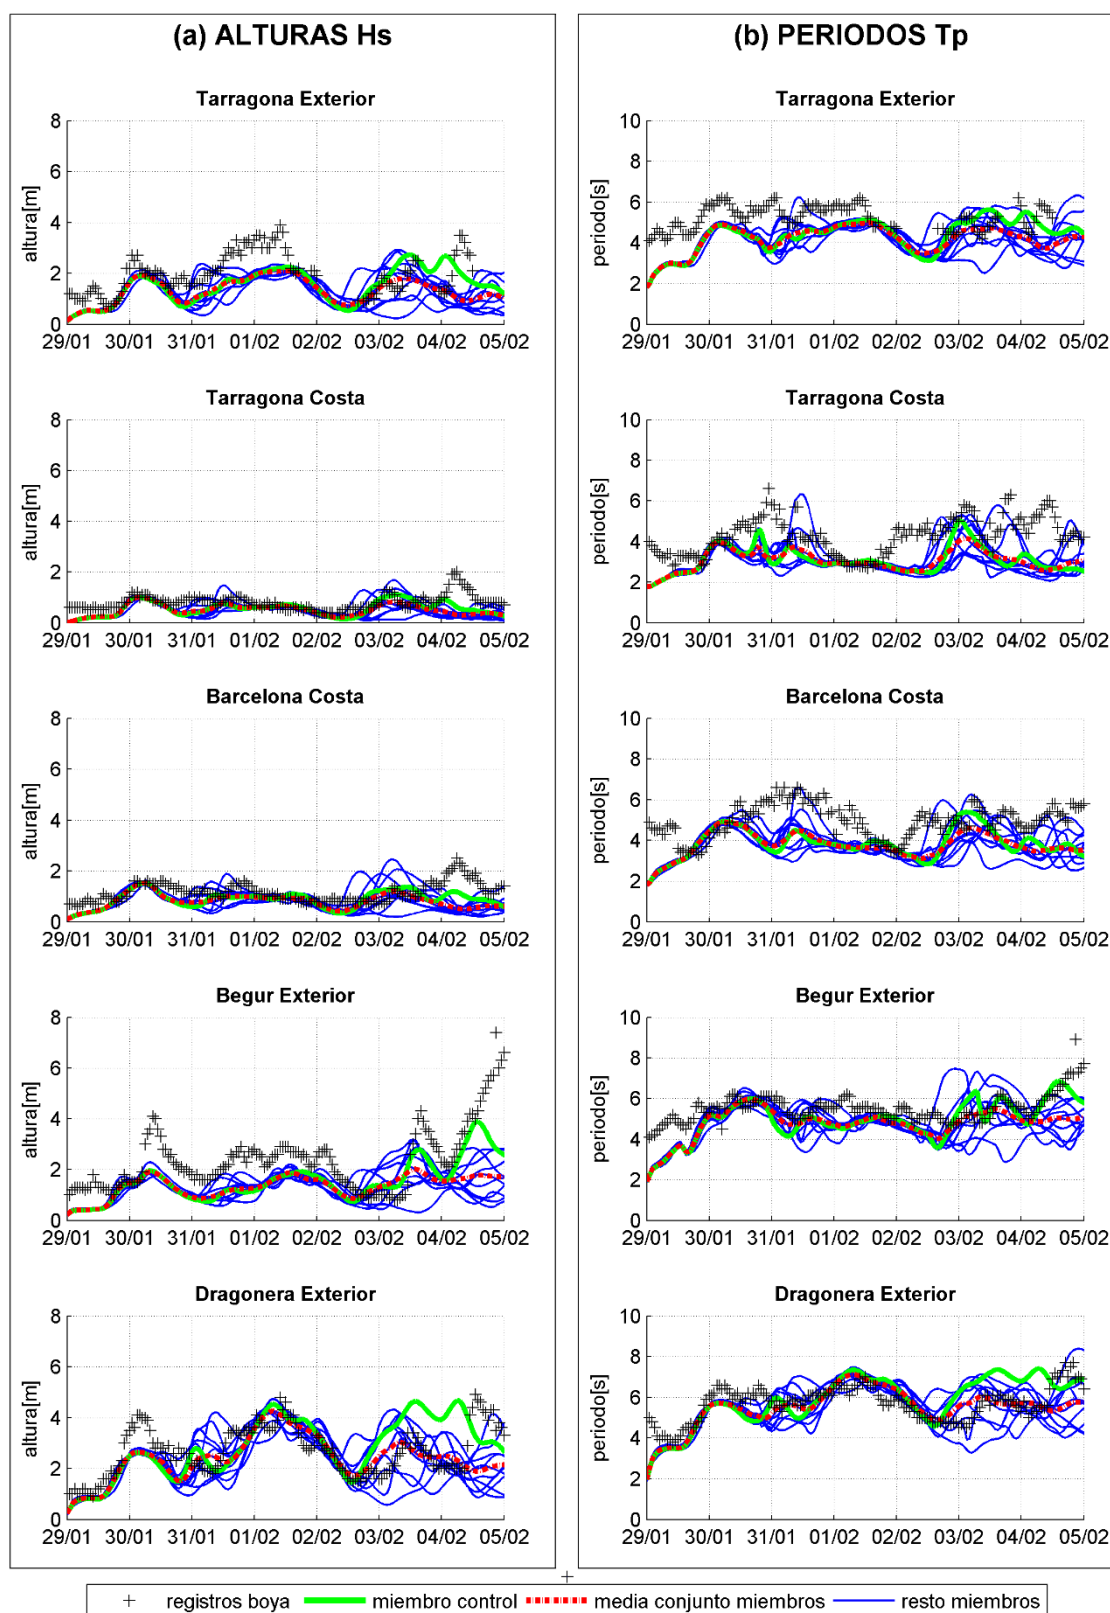 (a) ALTURAS Hs
Tarragona Exterior
altura[m]
8
6
4
2
0
29/01 30/01 31/01 01/02 02/02 03/02 04/02 05/02
Tarragona Costa
altura[m]
8
6
4
2
0
29/01 30/01 31/01 01/02 02/02 03/02 04/02 05/02
Barcelona Costa
altura[m]
8
6
4
2
0
29/01 30/01 31/01 01/02 02/02 03/02 04/02 05/02
Begur Exterior
altura[m]
8
6
4
2
0
29/01 30/01 31/01 01/02 02/02 03/02 04/02 05/02
Dragonera Exterior
altura[m]
8
6
4
2
0
29/01 30/01 31/01 01/02 02/02 03/02 04/02 05/02
(b) PERIODOS Tp
Tarragona Exterior
periodo[s]
10
8
6
4
2
0
29/01 30/01 31/01 01/02 02/02 03/02 04/02 05/02
Tarragona Costa
periodo[s]
10
8
6
4
2
0
29/01 30/01 31/01 01/02 02/02 03/02 04/02 05/02
Barcelona Costa
periodo[s]
10
8
6
4
2
0
29/01 30/01 31/01 01/02 02/02 03/02 04/02 05/02
Begur Exterior
periodo[s]
10
8
6
4
2
0
29/01 30/01 31/01 01/02 02/02 03/02 04/02 05/02
Dragonera Exterior
periodo[s]
10
8
6
4
2
0
29/01 30/01 31/01 01/02 02/02 03/02 04/02 05/02
registros boya miembro control media conjunto miembros resto miembros